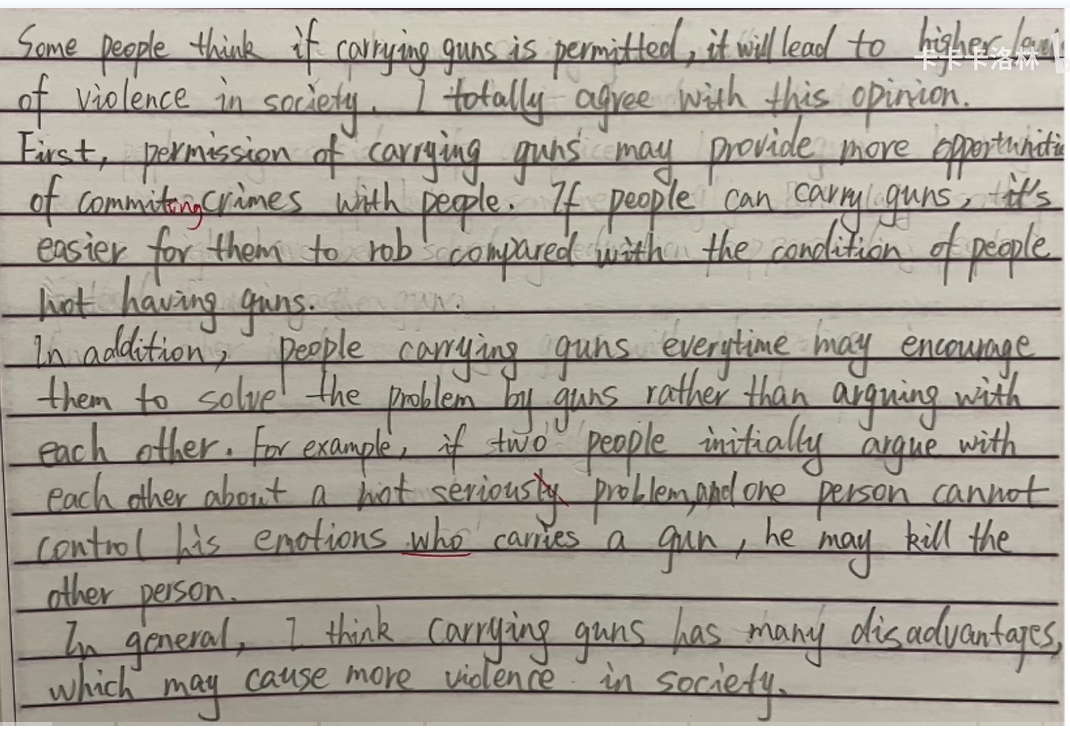 Some people think if carrying guns is permitted, it will lead to higher
卡卡卡洛林
of violence in society. I totally agree with this opinion.
First, permission of carrying guns may provide more opportuniti
of commiting crimes with people. If people can carry guns, it's
easier for them to rob compared with the condition of people
not having guns.
In addition, people carrying guns everytime may encourage
them to solve the problem by guns rather than arguing with
each other. For example, if two people initially argue with
each other about a not seriously problem, and one person cannot
control his emotions who carries a gun, he may kill the
other person.
In general, I think carrying guns has many disadvantages,
which may cause more violence in society.